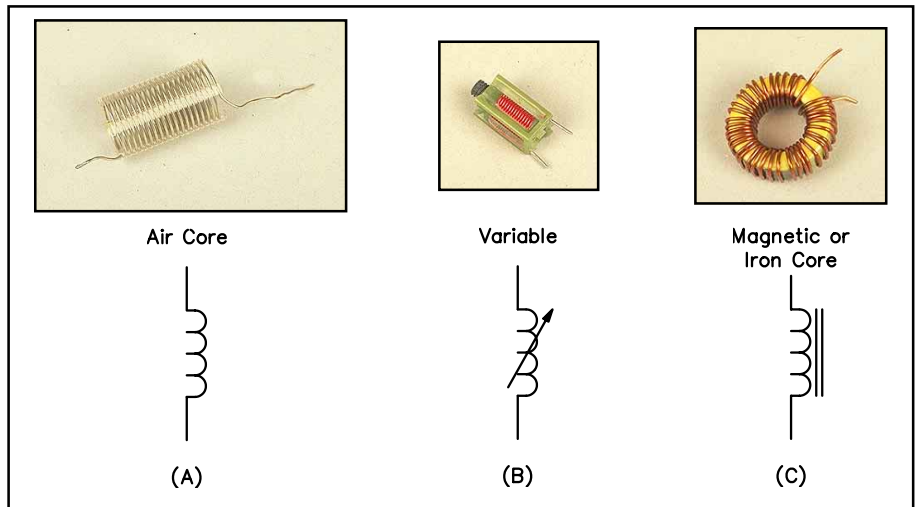 Air Core
Variable
Magnetic or
Iron Core
(A)
(B)
(C)